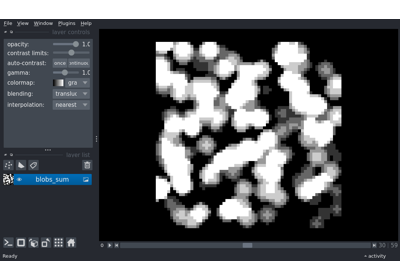 File View Window Plugins Help
layer controls
opacity: 1.0
contrast limits:
auto-contrast: once continuous
gamma: 1.0
colormap: gra
blending: translu
interpolation: nearest
layer list
blobs_sum
30 59
Ready activity